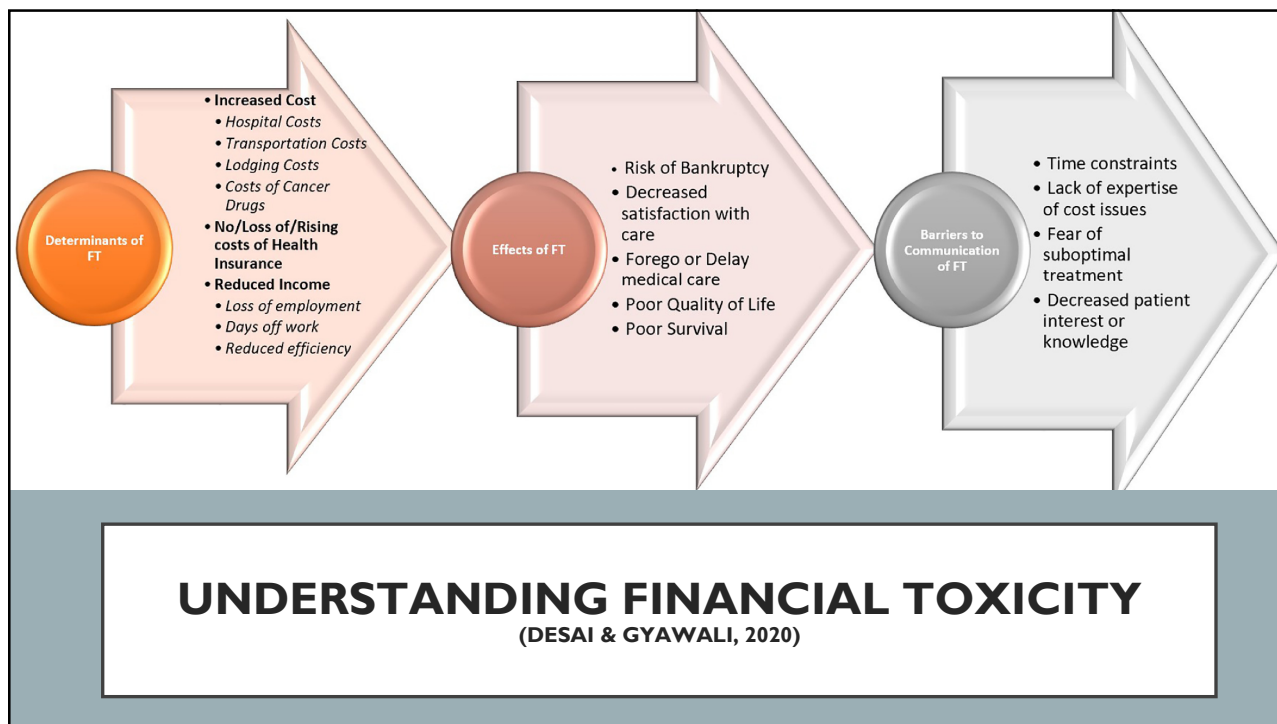 Determinants of
FT
• Increased Cost
• Hospital Costs
• Transportation Costs
• Lodging Costs
• Costs of Cancer
Drugs
• No/Loss of/Rising
costs of Health
Insurance
• Reduced Income
• Loss of employment
• Days off work
• Reduced efficiency
Effects of FT
• Risk of Bankruptcy
• Decreased
satisfaction with
care
• Forego or Delay
medical care
• Poor Quality of Life
• Poor Survival
Barriers to
Communication
of FT
• Time constraints
• Lack of expertise
of cost issues
• Fear of
suboptimal
treatment
• Decreased patient
interest or
knowledge
UNDERSTANDING FINANCIAL TOXICITY
(DESAI & GYAWALI, 2020)